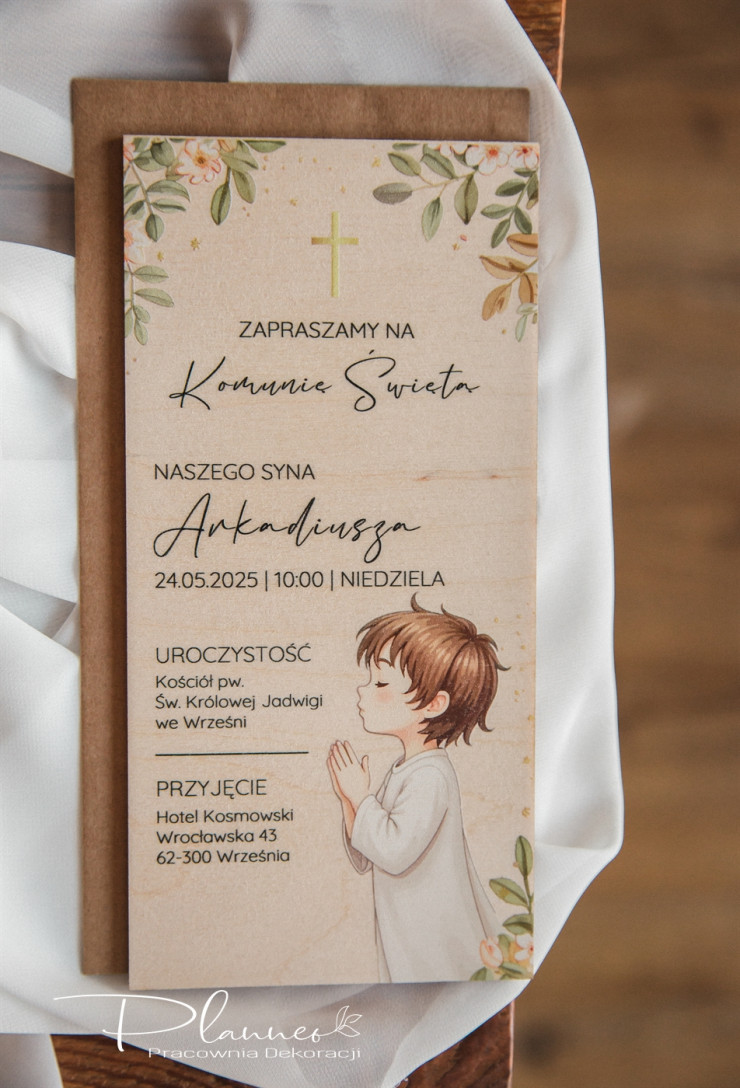 ZAPRASZAMY NA
Komunię Świętą
NASZEGO SYNA
Arkadiusza
24.05.2025 | 10:00 | NIEDZIELA
UROCZYSTOŚĆ
Kościół pw.
Św. Królowej Jadwigi
we Wrześni
PRZYJĘCIE
Hotel Kosmowski
Wrocławska 43
62-300 Września
Planneo
Pracownia Dekoracji